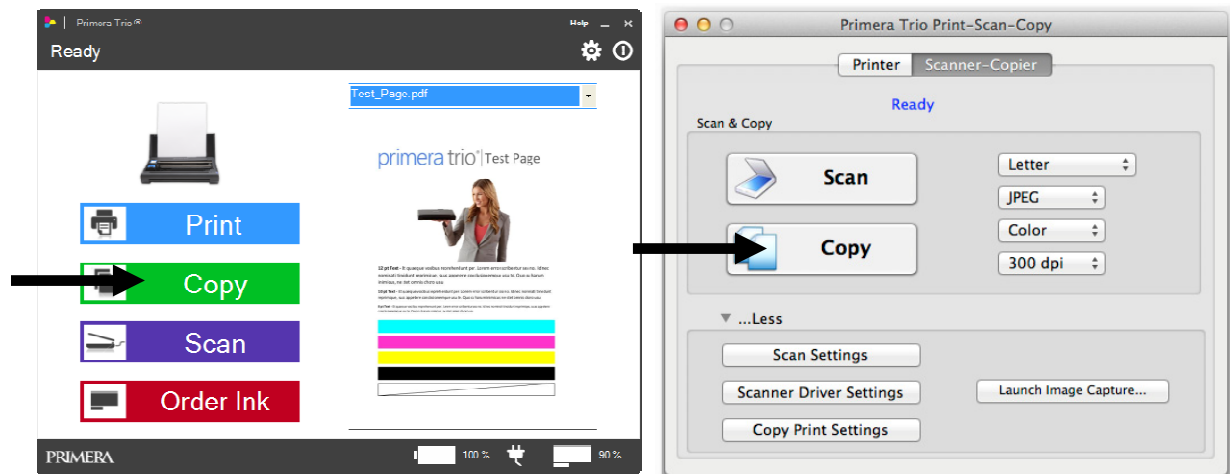 Primera Trio®
Help
Ready
Test_Page.pdf
primera trio® | Test Page
Print
Copy
Scan
Order Ink
PRIMERA
100 %
90 %
Primera Trio Print-Scan-Copy
Printer
Scanner-Copier
Ready
Scan & Copy
Scan
Letter
JPEG
Copy
Color
300 dpi
...Less
Scan Settings
Scanner Driver Settings
Launch Image Capture...
Copy Print Settings